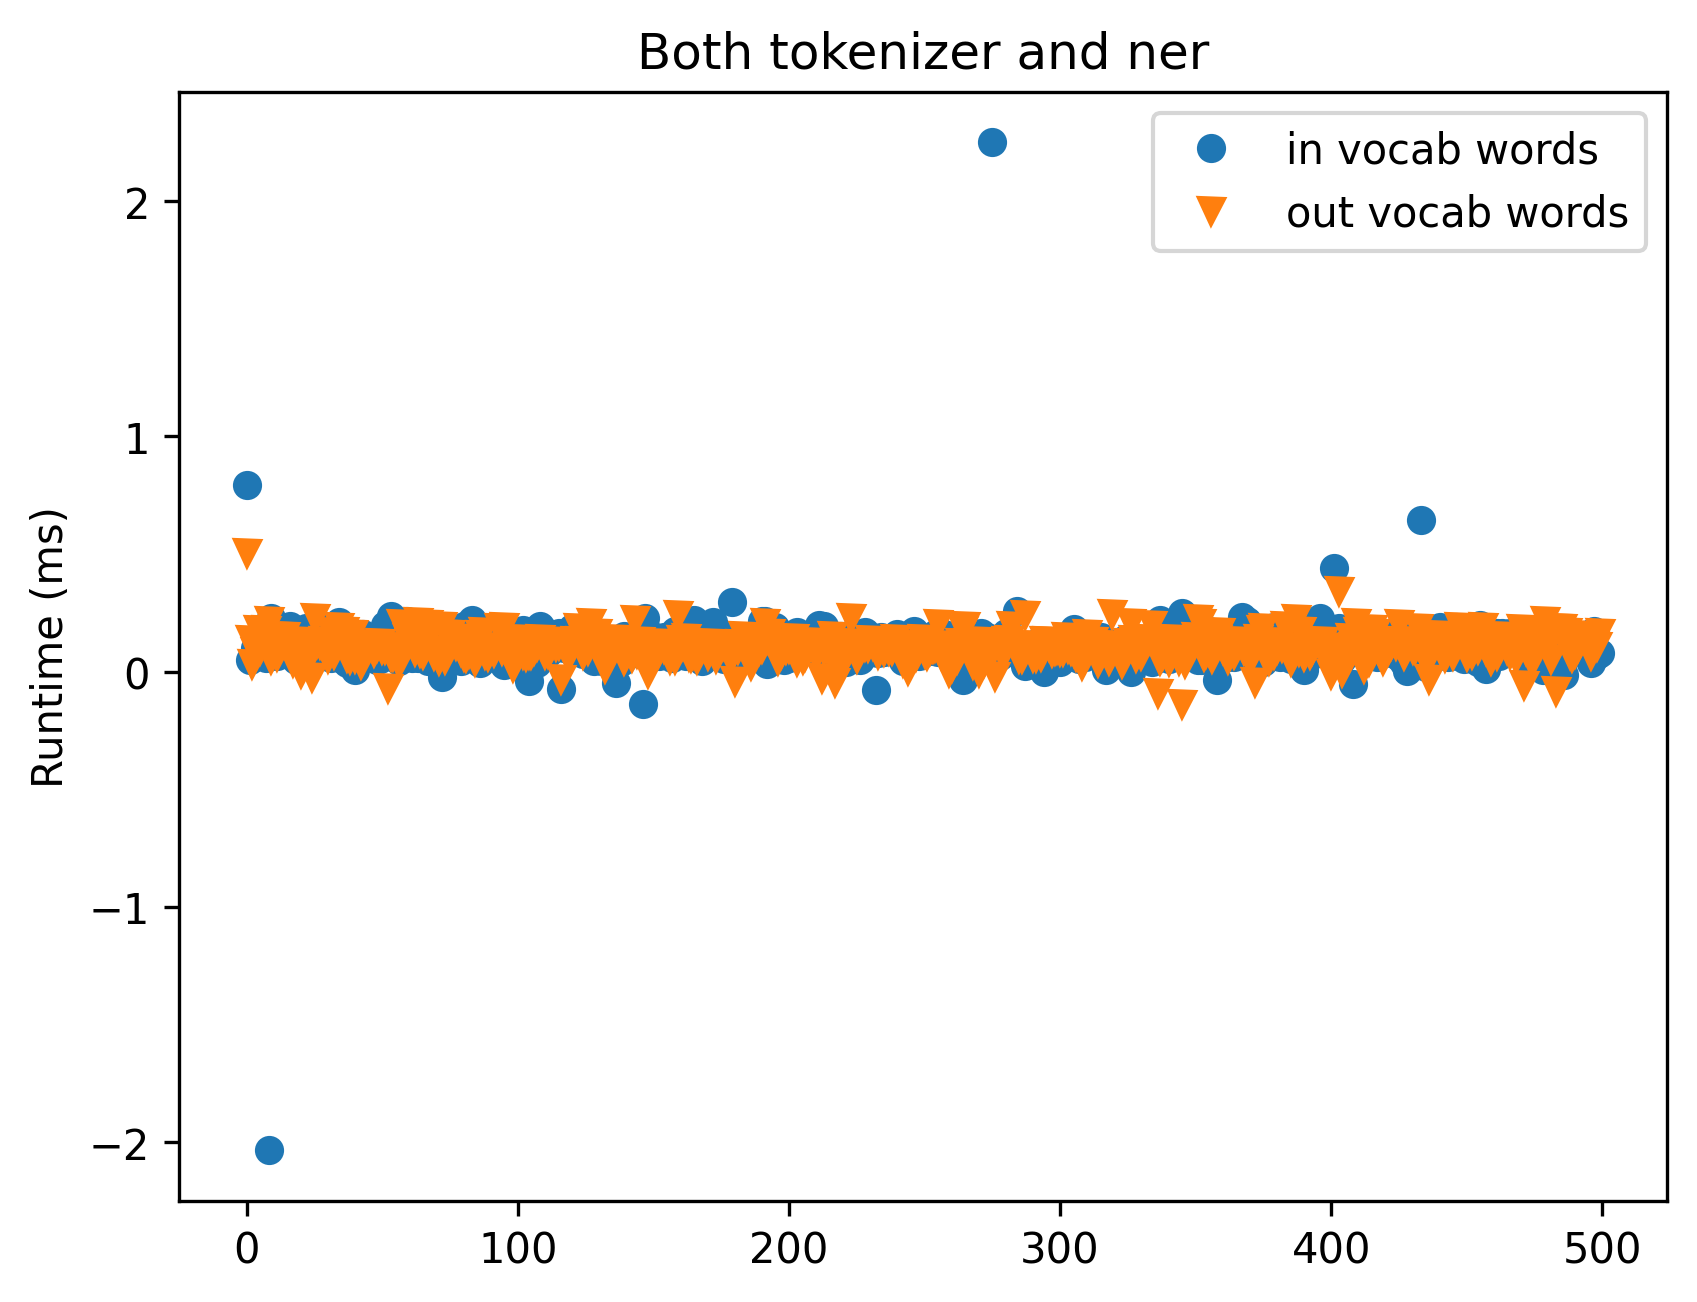 Both tokenizer and ner
in vocab words
out vocab words
Runtime (ms)
2
1
0
−1
−2
0 100 200 300 400 500